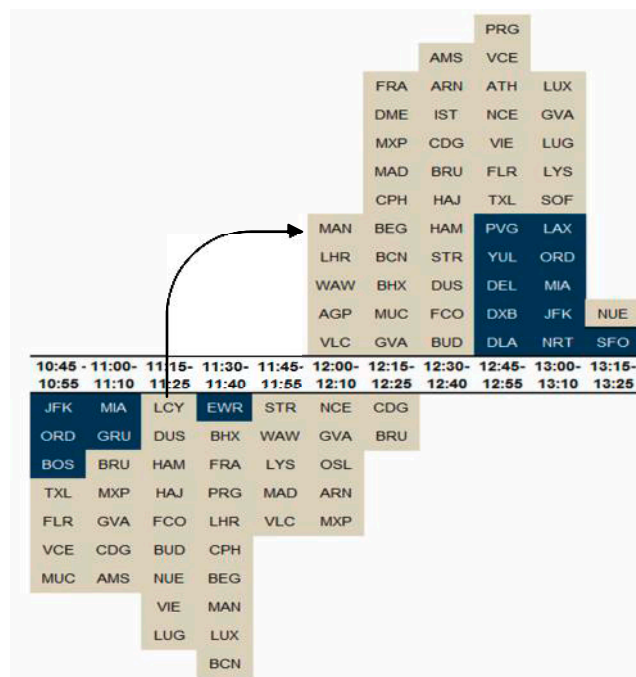 PRG
AMS VCE
FRA ARN ATH LUX
DME IST NCE GVA
MXP CDG VIE LUG
MAD BRU FLR LYS
CPH HAJ TXL SOF
MAN BEG HAM PVG LAX
LHR BCN STR YUL ORD
WAW BHX DUS DEL MIA
AGP MUC FCO DXB JFK NUE
VLC GVA BUD DLA NRT SFO
10:45 - 11:00- 11:15- 11:30- 11:45- 12:00- 12:15- 12:30- 12:45- 13:00- 13:15-
10:55 11:10 11:25 11:40 11:55 12:10 12:25 12:40 12:55 13:10 13:25
JFK MIA LCY EWR STR NCE CDG
ORD GRU DUS BHX WAW GVA BRU
BOS BRU HAM FRA LYS OSL
TXL MXP HAJ PRG MAD ARN
FLR GVA FCO LHR VLC MXP
VCE CDG BUD CPH
MUC AMS NUE BEG
VIE MAN
LUG LUX
BCN